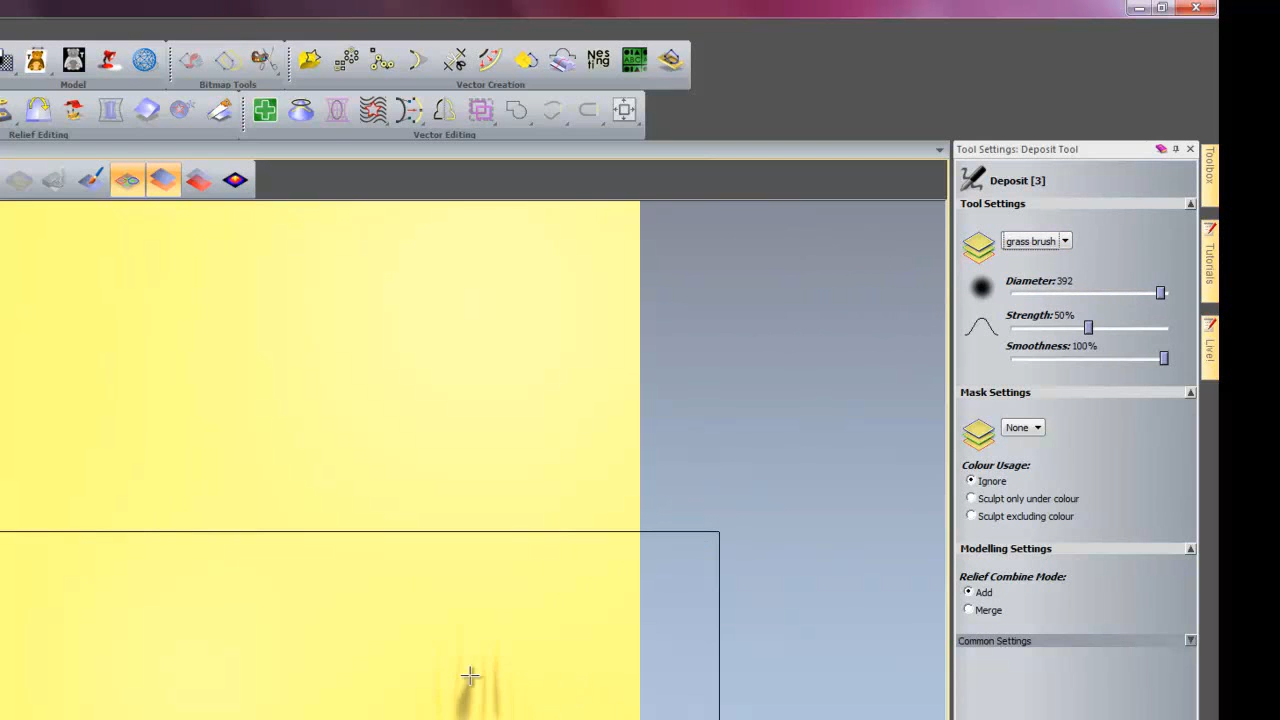 Nes
ting
Model
Bitmap Tools
Vector Creation
Relief Editing
Vector Editing
Tool Settings: Deposit Tool
Deposit [3]
Tool Settings
grass brush
Diameter: 392
Strength: 50%
Smoothness: 100%
Mask Settings
None
Colour Usage:
Ignore
Sculpt only under colour
Sculpt excluding colour
Modelling Settings
Relief Combine Mode:
Add
Merge
Common Settings
Toolbox
Tutorials
Live!